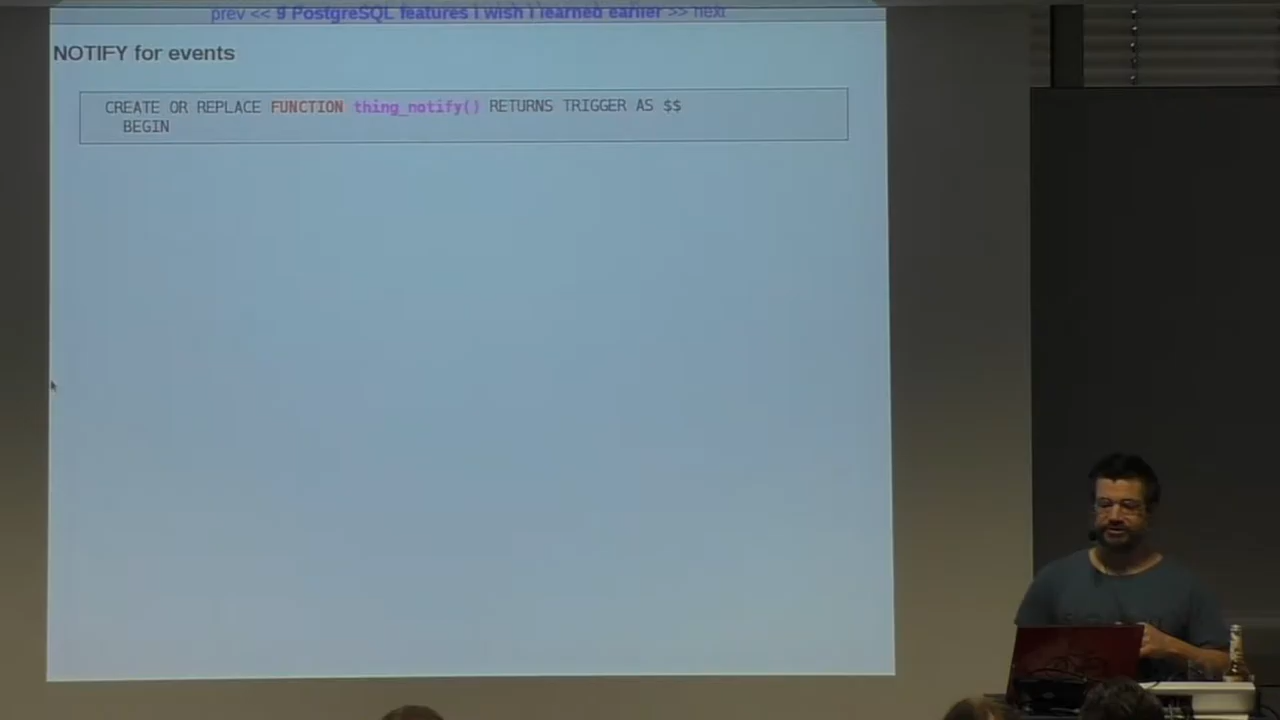 prev << 9 PostgreSQL features I wish I learned earlier >> next
NOTIFY for events
CREATE OR REPLACE FUNCTION thing_notify() RETURNS TRIGGER AS $$
BEGIN